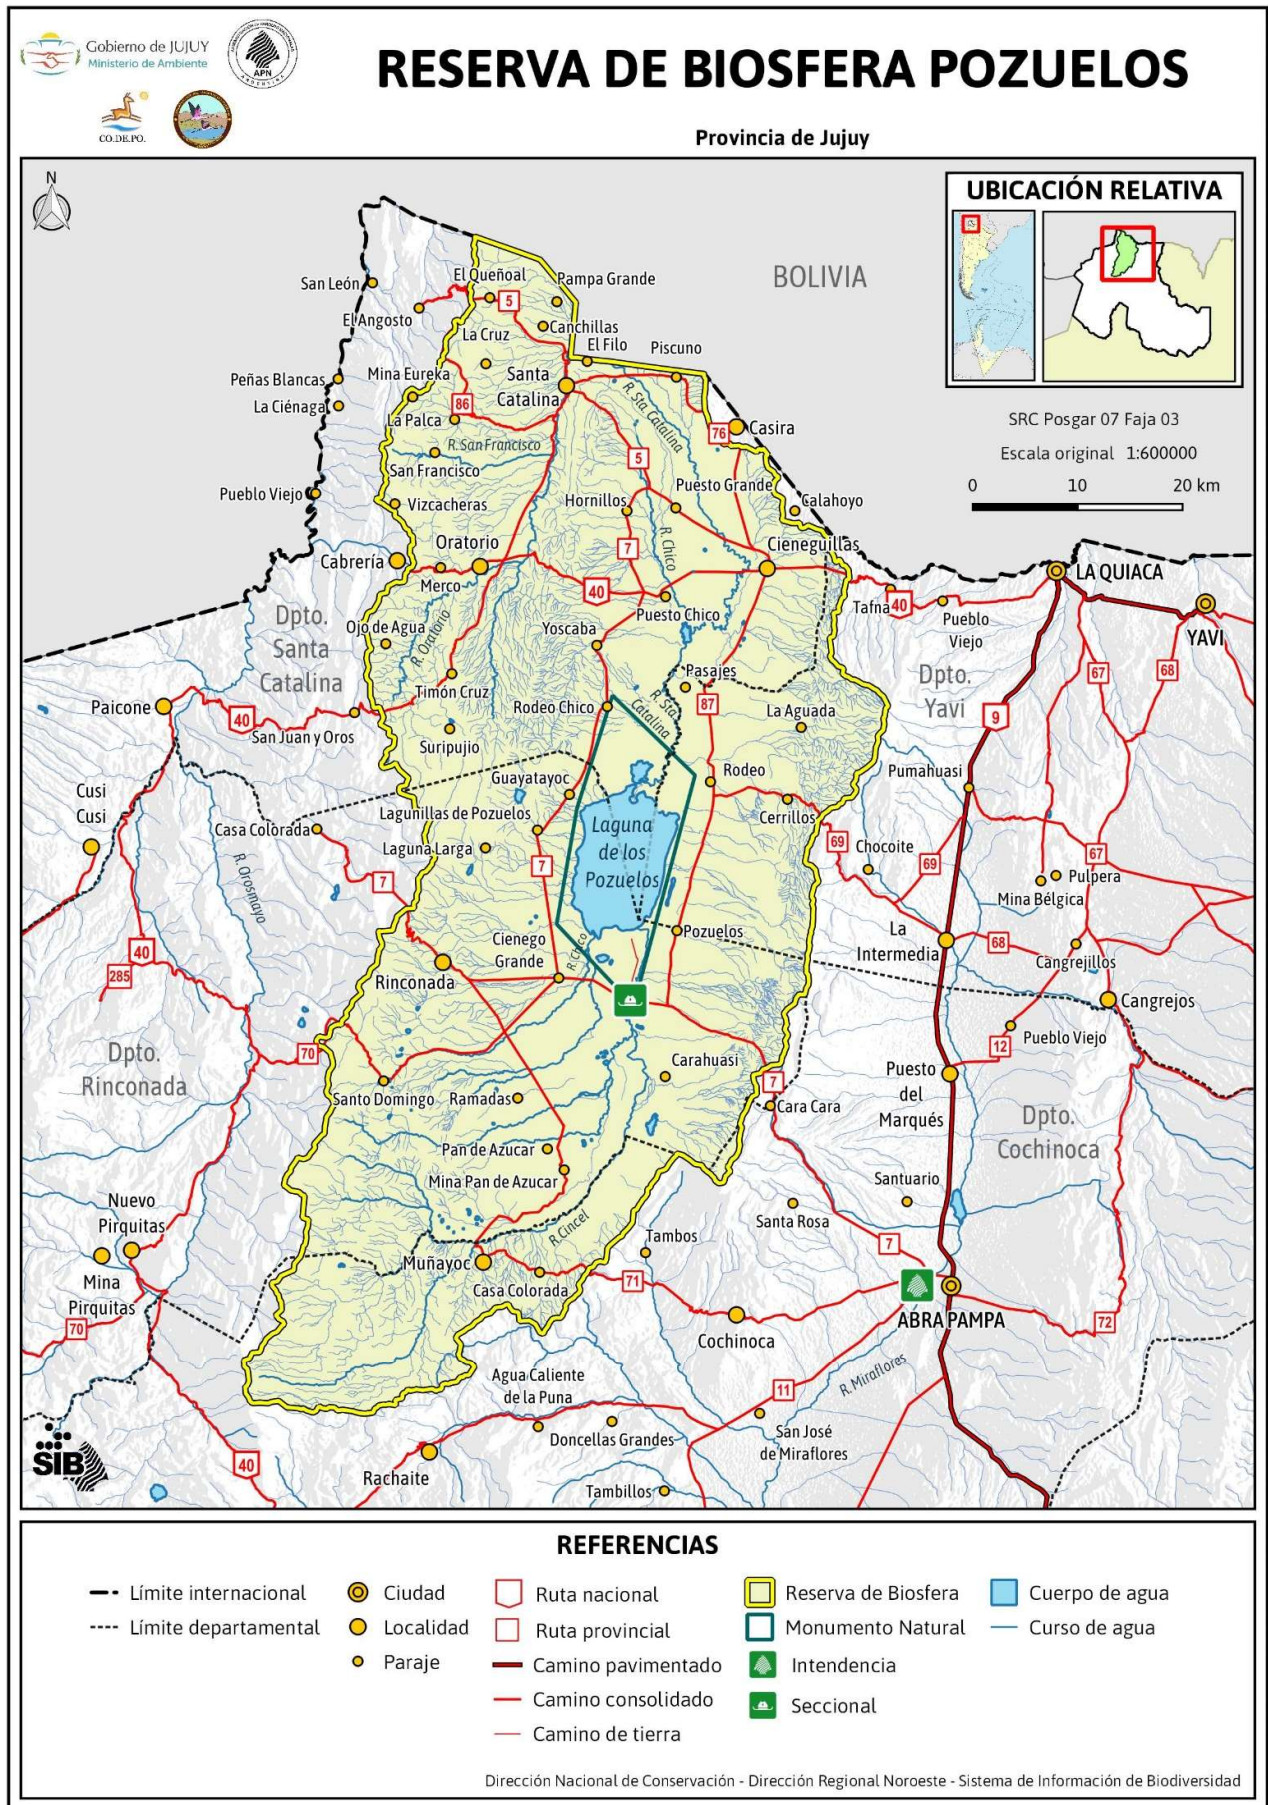 Gobierno de JUJUY
Ministerio de Ambiente
APN
ARGENTINA
CO.DE.PO.
RESERVA DE BIOSFERA POZUELOS
Provincia de Jujuy
N
UBICACIÓN RELATIVA
BOLIVIA
SRC Posgar 07 Faja 03
Escala original 1:600000
0 10 20 km
San León
El Queñoal
Pampa Grande
5
El Angosto
Canchillas
La Cruz
El Filo
Piscuno
Peñas Blancas
Mina Eureka
Santa
Catalina
La Ciénaga
86
La Palca
R. Sta Catalina
Casira
76
R. San Francisco
San Francisco
5
Pueblo Viejo
Vizcacheras
Hornillos
Puesto Grande
Calahoyo
Cabrería
Oratorio
7
R. Chico
Cieneguillas
Merco
40
LA QUIACA
Puesto Chico
Tafna
40
Pueblo
Viejo
YAVI
Dpto.
Santa
Catalina
Ojo de Agua
R. Oratorio
Yoscaba
Dpto.
Yavi
67
68
Timón Cruz
Pasajes
Paicone
40
San Juan y Oros
Rodeo Chico
R. Sta
Catalina
87
La Aguada
9
Suripujio
Guayatayoc
Rodeo
Pumahuasi
Cusi
Cusi
Casa Colorada
Lagunillas de Pozuelos
Cerrillos
Laguna Larga
Laguna
de los
Pozuelos
69
Chocoite
69
67
7
7
Pulpera
Mina Bélgica
R. Orosmayo
Cienego
Grande
R. Chico
Pozuelos
La
Intermedia
68
Cangrejillos
40
285
Rinconada
Cangrejos
Dpto.
Rinconada
70
Pueblo Viejo
12
Carahuasi
7
Puesto
del
Marqués
Santo Domingo
Ramadas
Cara Cara
Dpto.
Cochinoca
Pan de Azucar
Mina Pan de Azucar
Santuario
Nuevo
Pirquitas
R. Cincel
Tambos
Santa Rosa
7
Muñayoc
Mina
Pirquitas
Casa Colorada
71
70
Cochinoca
ABRA PAMPA
72
R. Miraflores
Agua Caliente
de la Puna
11
Doncellas Grandes
San José
de Miraflores
SIB
40
Rachaite
Tambillos
REFERENCIAS
Límite internacional
Límite departamental
Ciudad
Localidad
Paraje
Ruta nacional
Ruta provincial
Camino pavimentado
Camino consolidado
Camino de tierra
Reserva de Biosfera
Monumento Natural
Intendencia
Seccional
Cuerpo de agua
Curso de agua
Dirección Nacional de Conservación - Dirección Regional Noroeste - Sistema de Información de Biodiversidad